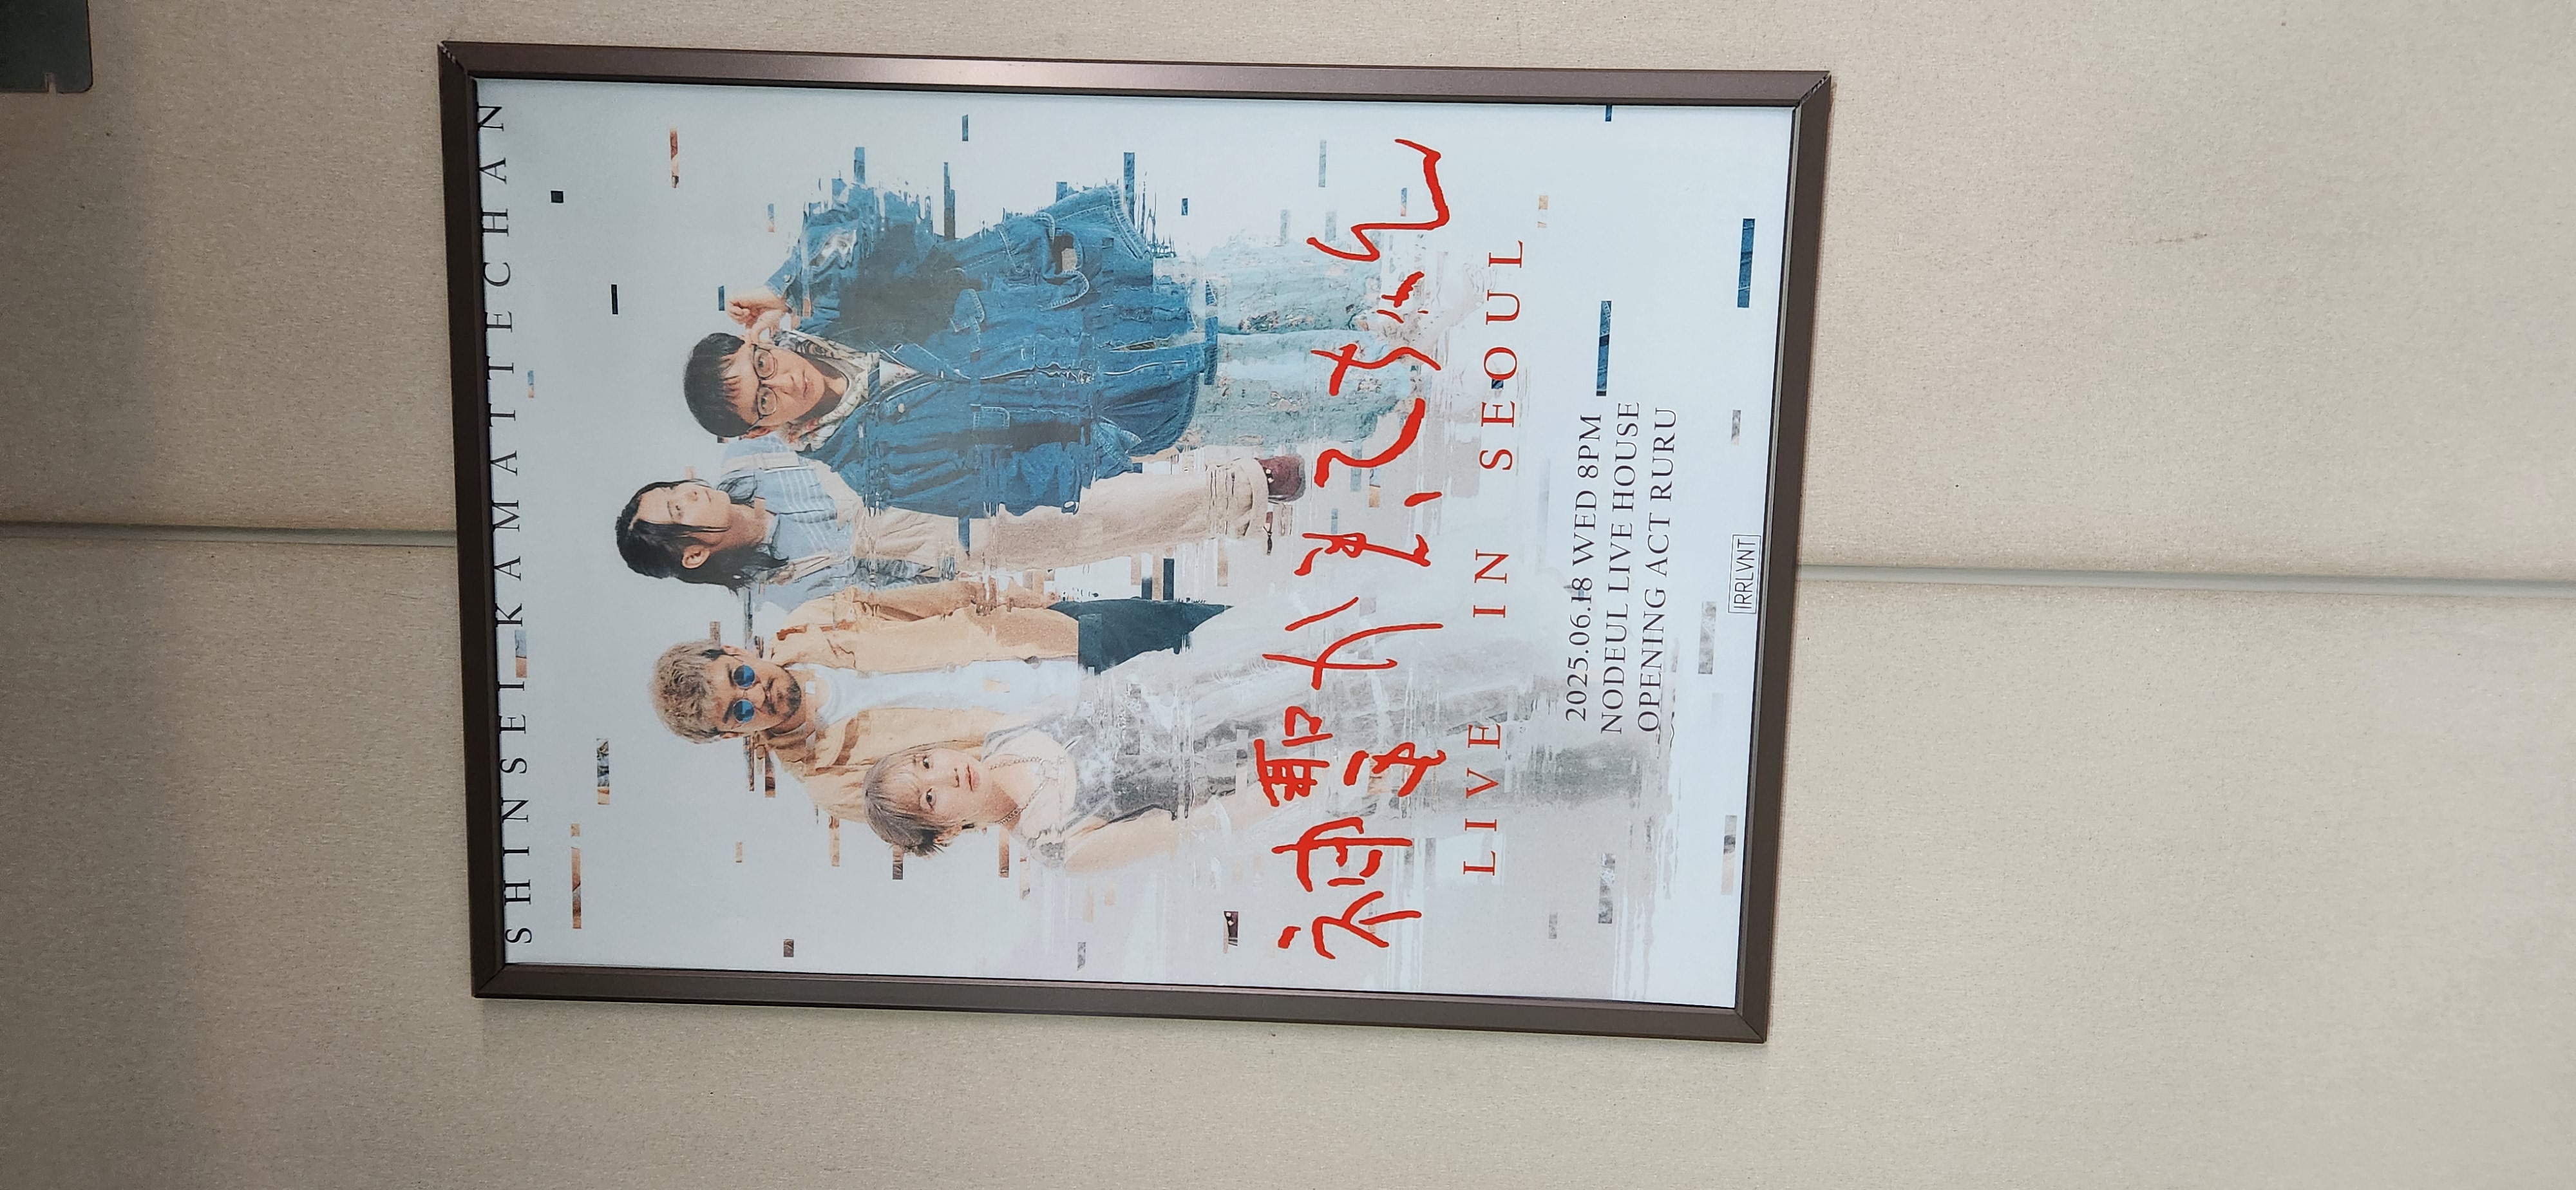 SHINSEI KAMATTECHAN
神聖かまってちゃん
LIVE IN SEOUL
2025.06.18 WED 8PM
NODEUL LIVE HOUSE
OPENING ACT RURU
IRRLVNT